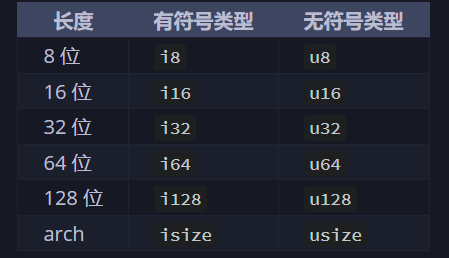 长度 有符号类型 无符号类型
8 位 i8 u8
16 位 i16 u16
32 位 i32 u32
64 位 i64 u64
128 位 i128 u128
arch isize usize